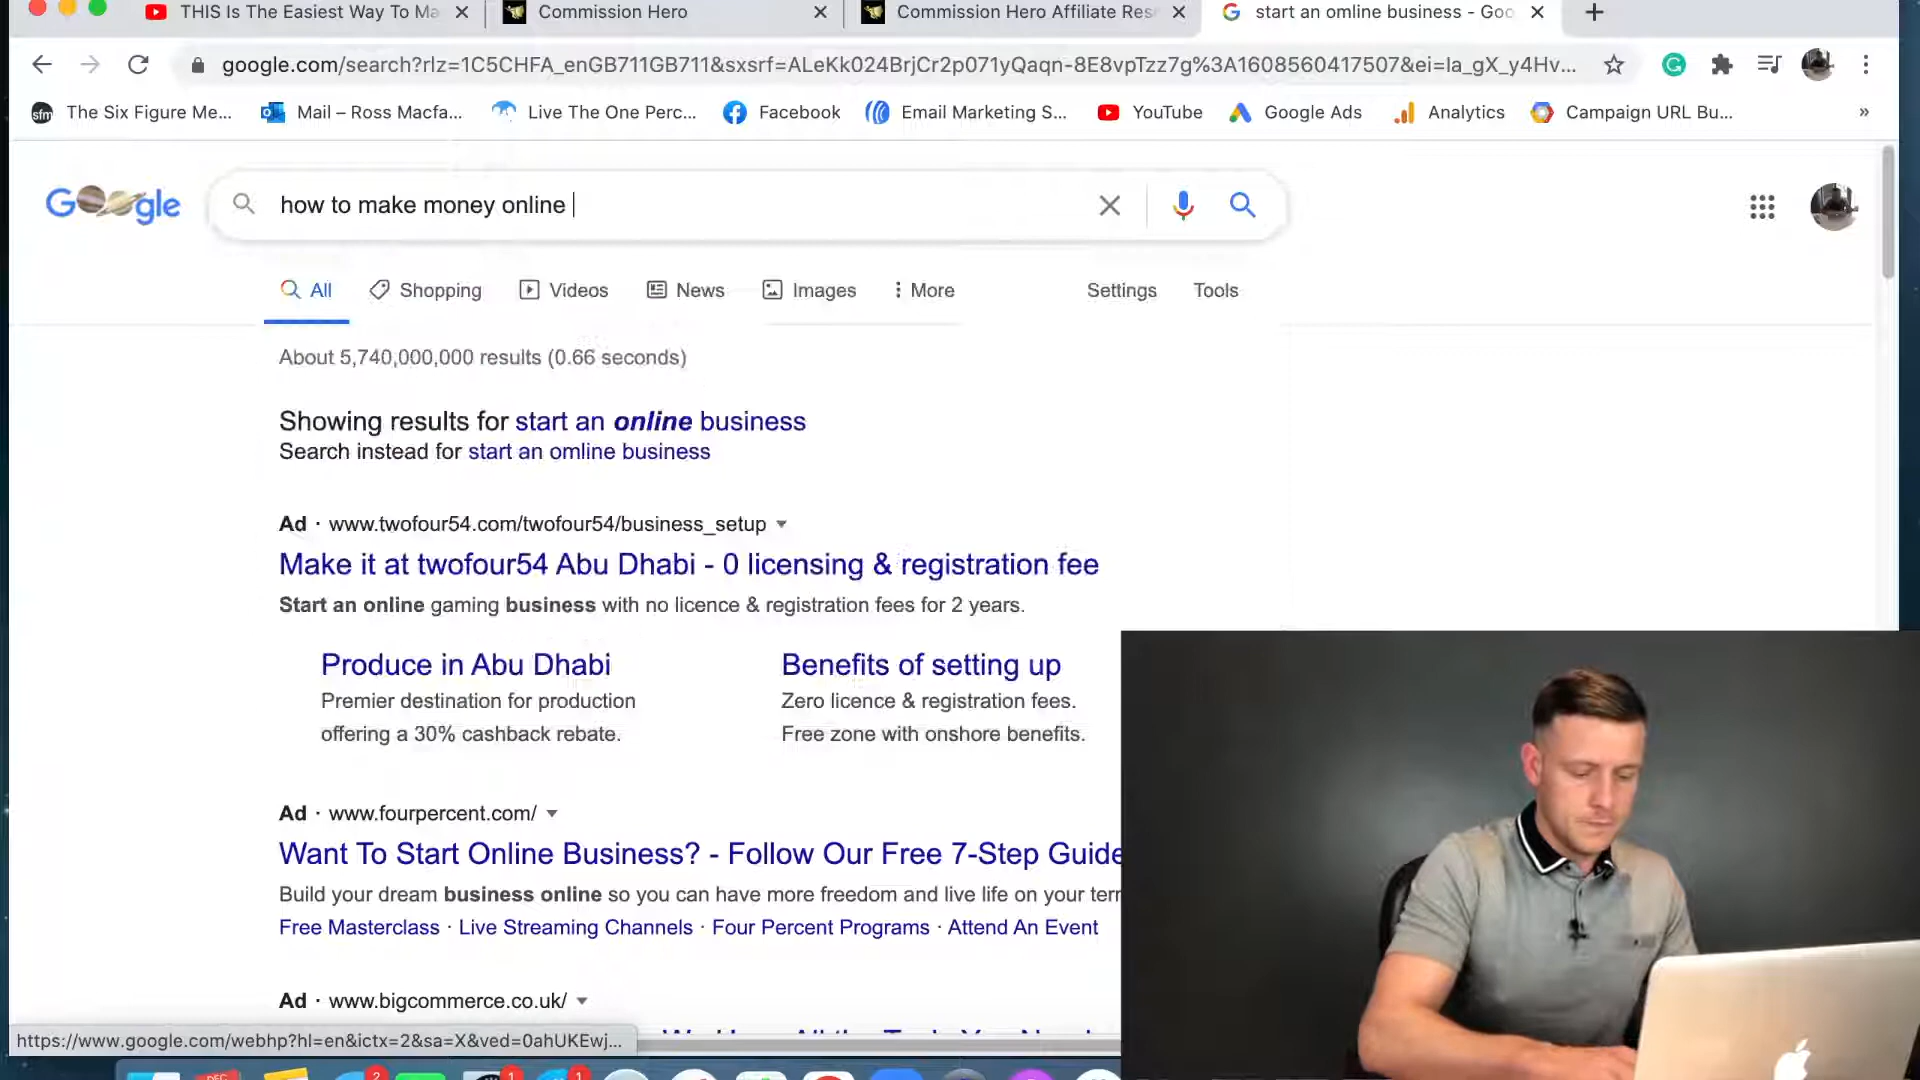 THIS Is The Easiest Way To Ma
Commission Hero
Commission Hero Affiliate Res
start an omline business - Goo
google.com/search?rlz=1C5CHFA_enGB711GB711&sxsrf=ALeKk024BrjCr2p071yQaqn-8E8vpTzz7g%3A1608560417507&ei=Ia_gX_y4Hv...
sfm The Six Figure Me...
Mail – Ross Macfa...
Live The One Perc...
Facebook
Email Marketing S...
YouTube
Google Ads
Analytics
Campaign URL Bu...
»
Google
how to make money online
All
Shopping
Videos
News
Images
More
Settings
Tools
About 5,740,000,000 results (0.66 seconds)
Showing results for start an online business
Search instead for start an omline business
Ad · www.twofour54.com/twofour54/business_setup
Make it at twofour54 Abu Dhabi - 0 licensing & registration fee
Start an online gaming business with no licence & registration fees for 2 years.
Produce in Abu Dhabi
Premier destination for production
offering a 30% cashback rebate.
Benefits of setting up
Zero licence & registration fees.
Free zone with onshore benefits.
Ad · www.fourpercent.com/
Want To Start Online Business? - Follow Our Free 7-Step Guide
Build your dream business online so you can have more freedom and live life on your term
Free Masterclass · Live Streaming Channels · Four Percent Programs · Attend An Event
Ad · www.bigcommerce.co.uk/
https://www.google.com/webhp?hl=en&ictx=2&sa=X&ved=0ahUKEwj...
DEC
2
1
1